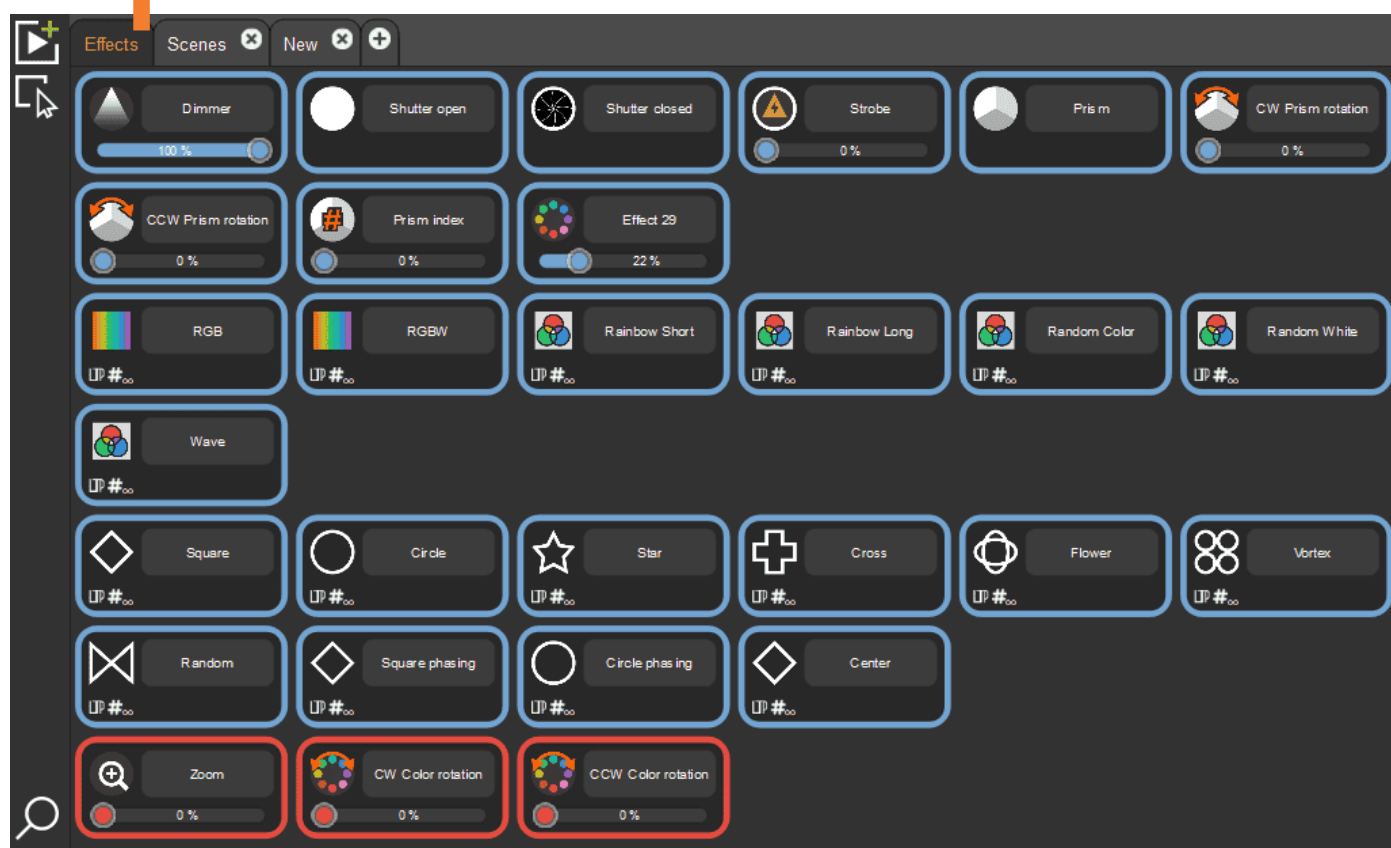 Effects Scenes New
Dimmer Shutter open Shutter closed Strobe Prism CW Prism rotation
100 % 0 % 0 %
CCW Prism rotation # Prism index Effect 29
0 % 0 % 22 %
RGB RGBW Rainbow Short Rainbow Long Random Color Random White
LTP #∞ LTP #∞ LTP #∞ LTP #∞ LTP #∞ LTP #∞
Wave
LTP #∞
Square Circle Star Cross Flower Vortex
LTP #∞ LTP #∞ LTP #∞ LTP #∞ LTP #∞ LTP #∞
Random Square phasing Circle phasing Center
LTP #∞ LTP #∞ LTP #∞ LTP #∞
Zoom CW Color rotation CCW Color rotation
0 % 0 % 0 %